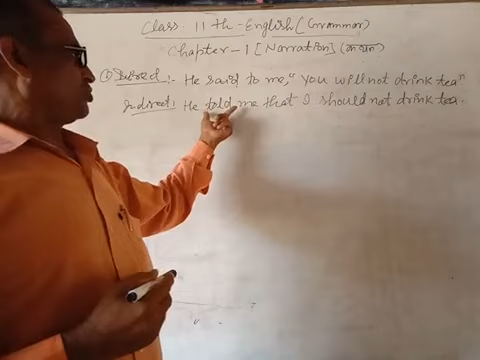 Class 11th-English (Grammar)
Chapter-1 [Narration] (कथन)
(1) Direct:- He said to me, "You will not drink tea"
Indirect: He told me that I should not drink tea.